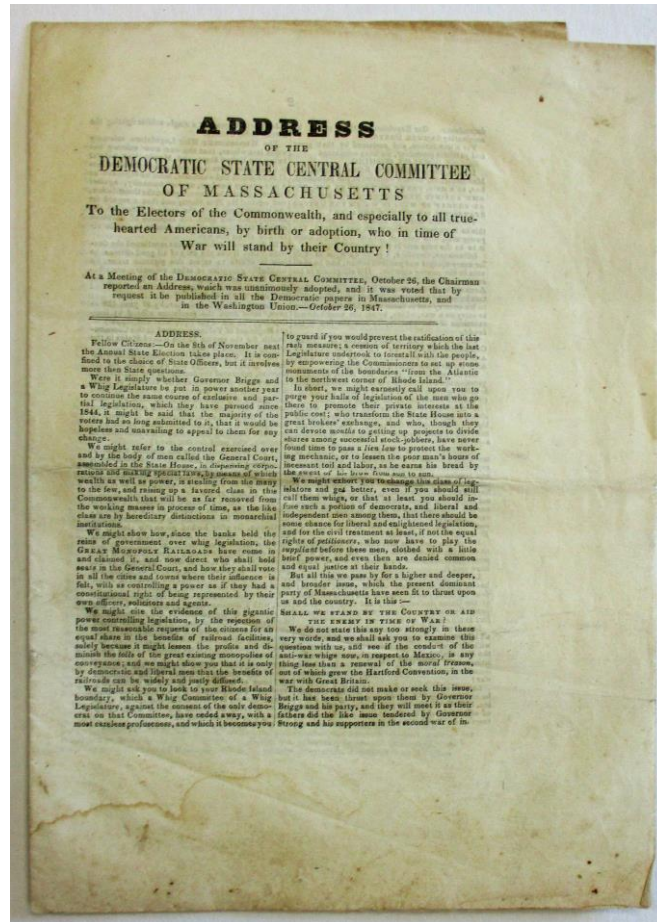 ADDRESS
OF THE
DEMOCRATIC STATE CENTRAL COMMITTEE
OF MASSACHUSETTS
To the Electors of the Commonwealth, and especially to all true-
hearted Americans, by birth or adoption, who in time of
War will stand by their Country !
At a Meeting of the DEMOCRATIC STATE CENTRAL COMMITTEE, October 26, the Chairman
reported an Address, which was unanimously adopted, and it was voted that by
request it be published in all the Democratic papers in Massachusetts, and
in the Washington Union.—October 26, 1847.
ADDRESS.
Fellow Citizens:—On the 8th of November next
the Annual State Election takes place. It is con-
fined to the choice of State Officers, but it involves
more then State questions.
Were it simply whether Governor Briggs and
a Whig Legislature be put in power another year
to continue the same course of exclusive and par-
tial legislation, which they have pursued since
1844, it might be said that the majority of the
voters had so long submitted to it, that it would be
hopeless and unavailing to appeal to them for any
change.
We might refer to the control exercised over
and by the body of men called the General Court,
assembled in the State House, in dispensing corpo-
rations and making special laws, by means of which
wealth as well as power, is stealing from the many
to the few, and raising up a favored class in this
Commonwealth that will be as far removed from
the working masses in process of time, as the like
class are by hereditary distinctions in monarchial
institutions.
We might show how, since the banks held the
reins of government over whig legislation, the
GREAT MONOPOLY RAILROADS have come in
and claimed it, and now direct who shall hold
seats in the General Court, and how they shall vote
in all the cities and towns where their influence is
felt, with as controlling a power as if they had a
constitutional right of being represented by their
own officers, solicitors and agents.
We might cite the evidence of this gigantic
power controlling legislation, by the rejection of
the most reasonable requests of the citizens for an
equal share in the benefits of railroad facilities,
solely because it might lessen the profits and di-
minish the tolls of the great existing monopolies of
conveyance; and we might show you that it is only
by democratic and liberal men that the benefits of
railroads can be widely and justly diffused.
We might ask you to look to your Rhode Island
boundary, which a Whig Committee of a Whig
Legislature, against the consent of the only demo-
crat on that Committee, have ceded away, with a
most careless profuseness, and which it becomes you
to guard if you would prevent the ratification of this
rash measure; a cession of territory which the last
Legislature undertook to forestall with the people,
by empowering the Commissioners to set up stone
monuments of the boundaries "from the Atlantic
to the northwest corner of Rhode Island."
In short, we might earnestly call upon you to
purge your halls of legislation of the men who go
there to promote their private interests at the
public cost; who transform the State House into a
great brokers' exchange, and who, though they
can devote months to getting up projects to divide
shares among successful stock-jobbers, have never
found time to pass a lien law to protect the work-
ing mechanic, or to lessen the poor man's hours of
incessant toil and labor, as he earns his bread by
the sweat of his brow from sun to sun.
We might exhort you to change this class of leg-
islators and get better, even if you should still
call them whigs, or that at least you should in-
fuse such a portion of democrats, and liberal and
independent men among them, that there should be
some chance for liberal and enlightened legislation,
and for the civil treatment at least, if not the equal
rights of petitioners, who now have to play the
suppliant before these men, clothed with a little
brief power, and even then are denied common
and equal justice at their hands.
But all this we pass by for a higher and deeper,
and broader issue, which the present dominant
party of Massachusetts have seen fit to thrust upon
us and the country. It is this :—
SHALL WE STAND BY THE COUNTRY OR AID
THE ENEMY IN TIME OF WAR?
We do not state this any too strongly in these
very words, and we shall ask you to examine this
question with us, and see if the conduct of the
anti-war whigs now, in respect to Mexico, is any
thing less than a renewal of the moral treason,
out of which grew the Hartford Convention, in the
war with Great Britain.
The democrats did not make or seek this issue,
but it has been thrust upon them by Governor
Briggs and his party, and they will meet it as their
fathers did the like issue tendered by Governor
Strong and his supporters in the second war of in-